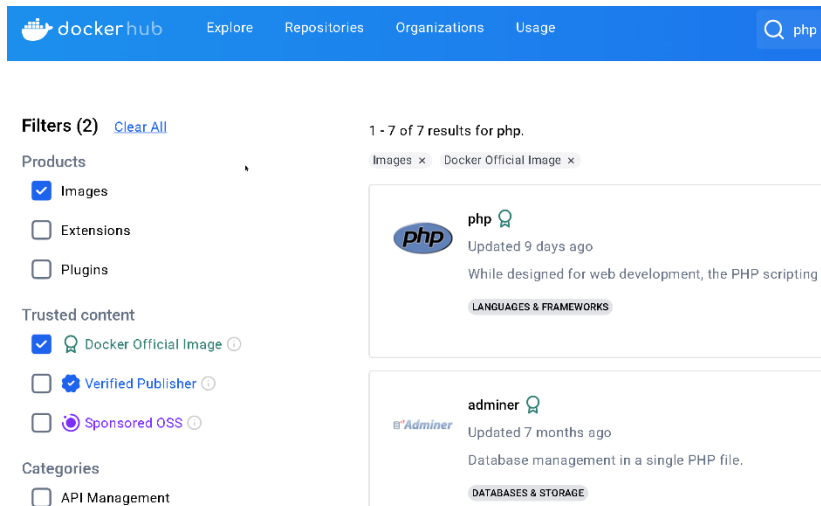 dockerhub Explore Repositories Organizations Usage php
Filters (2) Clear All
Products
Images
Extensions
Plugins
Trusted content
Docker Official Image
Verified Publisher
Sponsored OSS
Categories
API Management
1 - 7 of 7 results for php.
Images × Docker Official Image ×
php
php
Updated 9 days ago
While designed for web development, the PHP scripting
LANGUAGES & FRAMEWORKS
Adminer
adminer
Updated 7 months ago
Database management in a single PHP file.
DATABASES & STORAGE